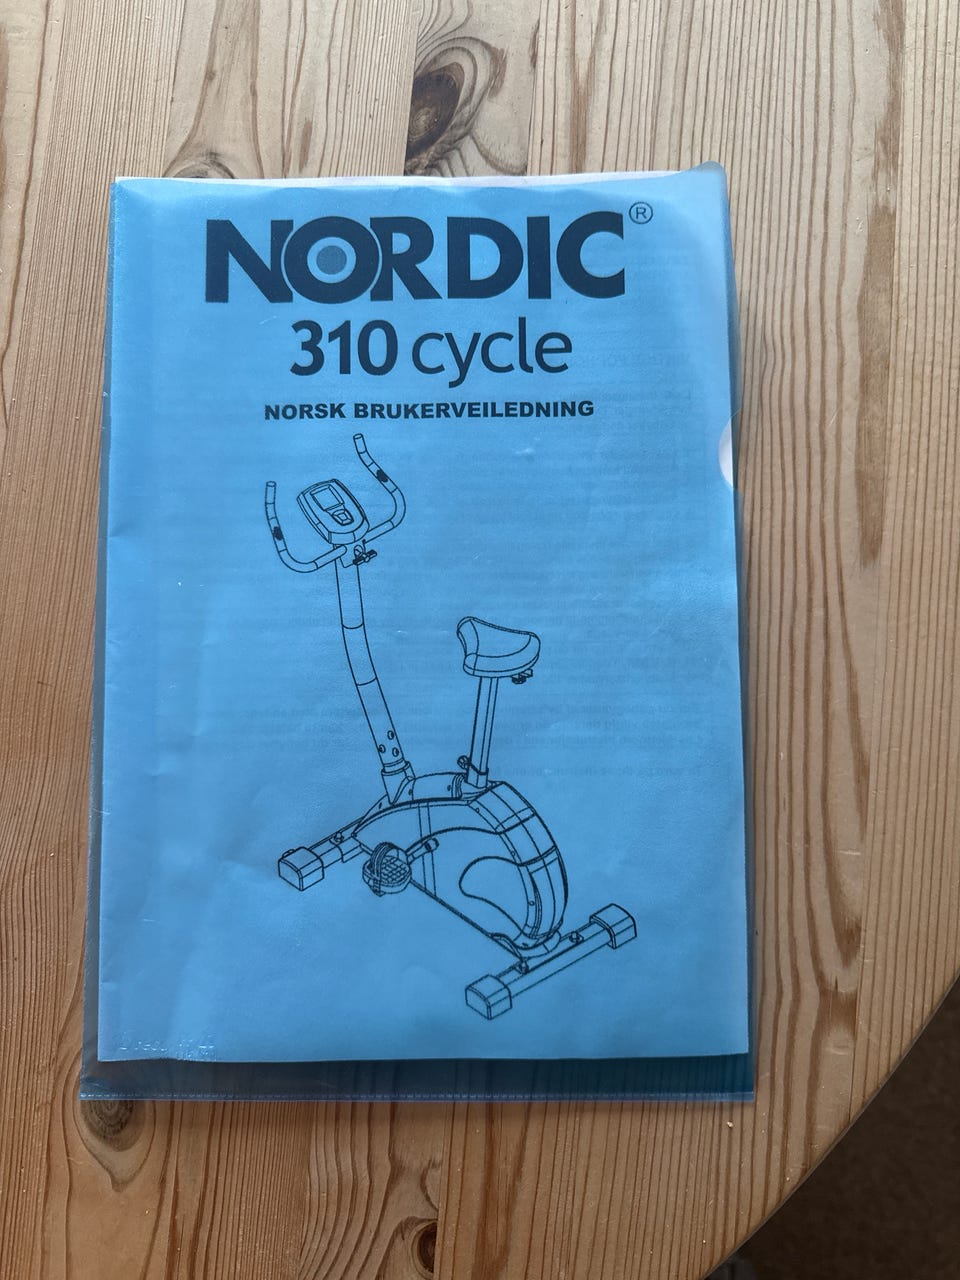 NORDIC®
310 cycle
NORSK BRUKERVEILEDNING